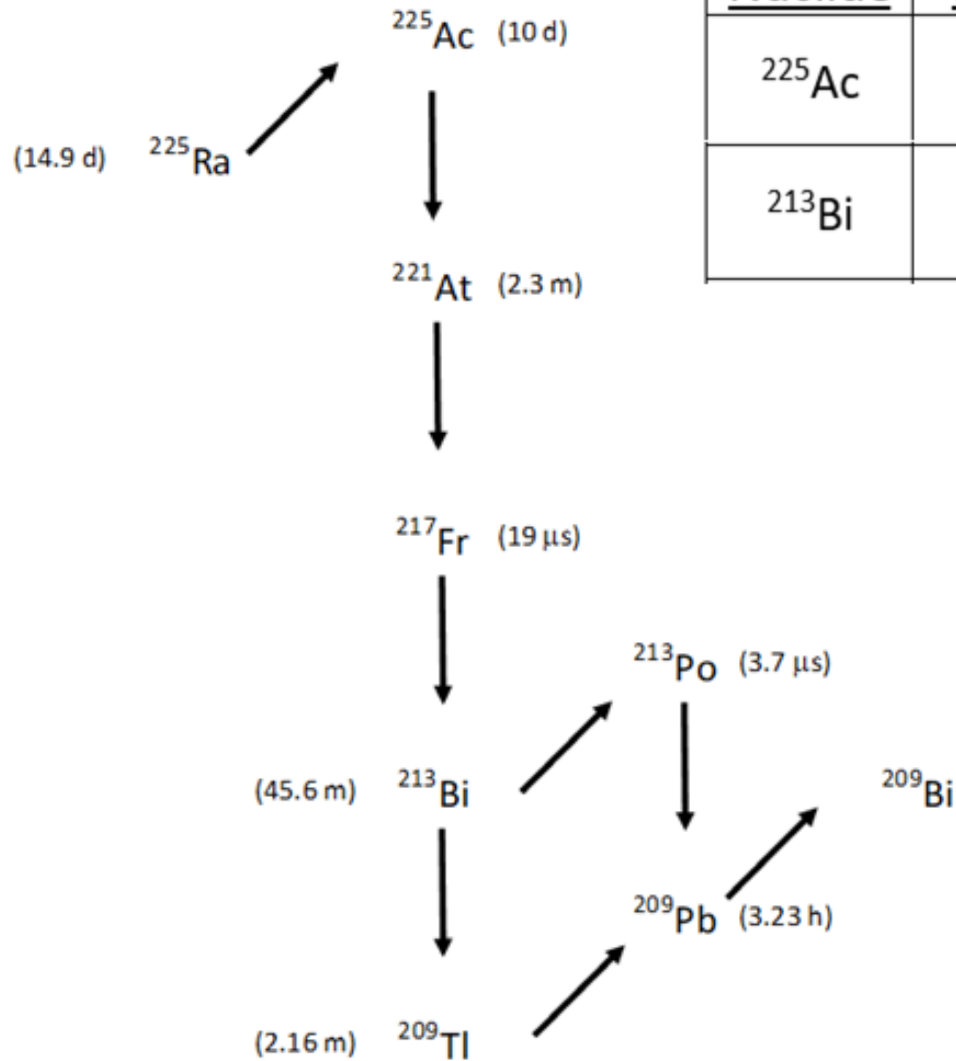 ²²⁵Ac (10 d)
(14.9 d) ²²⁵Ra
²²¹At (2.3 m)
²¹⁷Fr (19 μs)
²¹³Po (3.7 μs)
(45.6 m) ²¹³Bi
²⁰⁹Bi
²⁰⁹Pb (3.23 h)
(2.16 m) ²⁰⁹Tl
²²⁵Ac
²¹³Bi